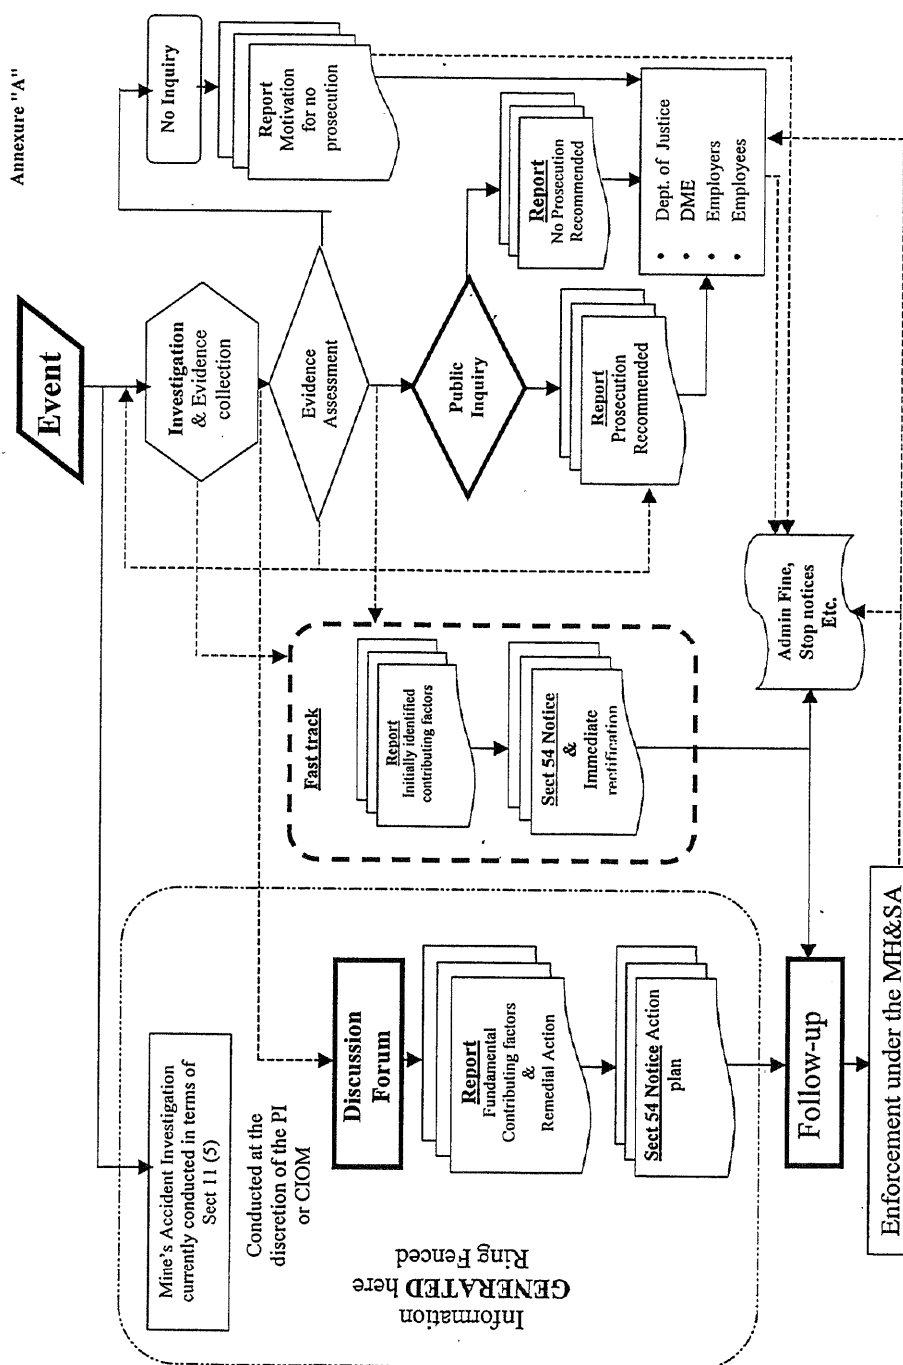 Annexure "A"
Event
Investigation
& Evidence
collection
Evidence
Assessment
No Inquiry
Report
Motivation
for no
prosecution
Public
Inquiry
Report
No Prosecution
Recommended
Report
Prosecution
Recommended
• Dept. of Justice
• DME
• Employers
• Employees
Fast track
Report
Initially identified
contributing factors
Sect 54 Notice
&
Immediate
rectification
Admin Fine,
Stop notices
Etc.
Mine's Accident Investigation
currently conducted in terms of
Sect 11 (5)
Conducted at the
discretion of the PI
or CIOM
Discussion
Forum
Report
Fundamental
Contributing factors
&
Remedial Action
Sect 54 Notice Action
plan
Information
GENERATED here
Ring Fenced
Follow-up
Enforcement under the MH&SA